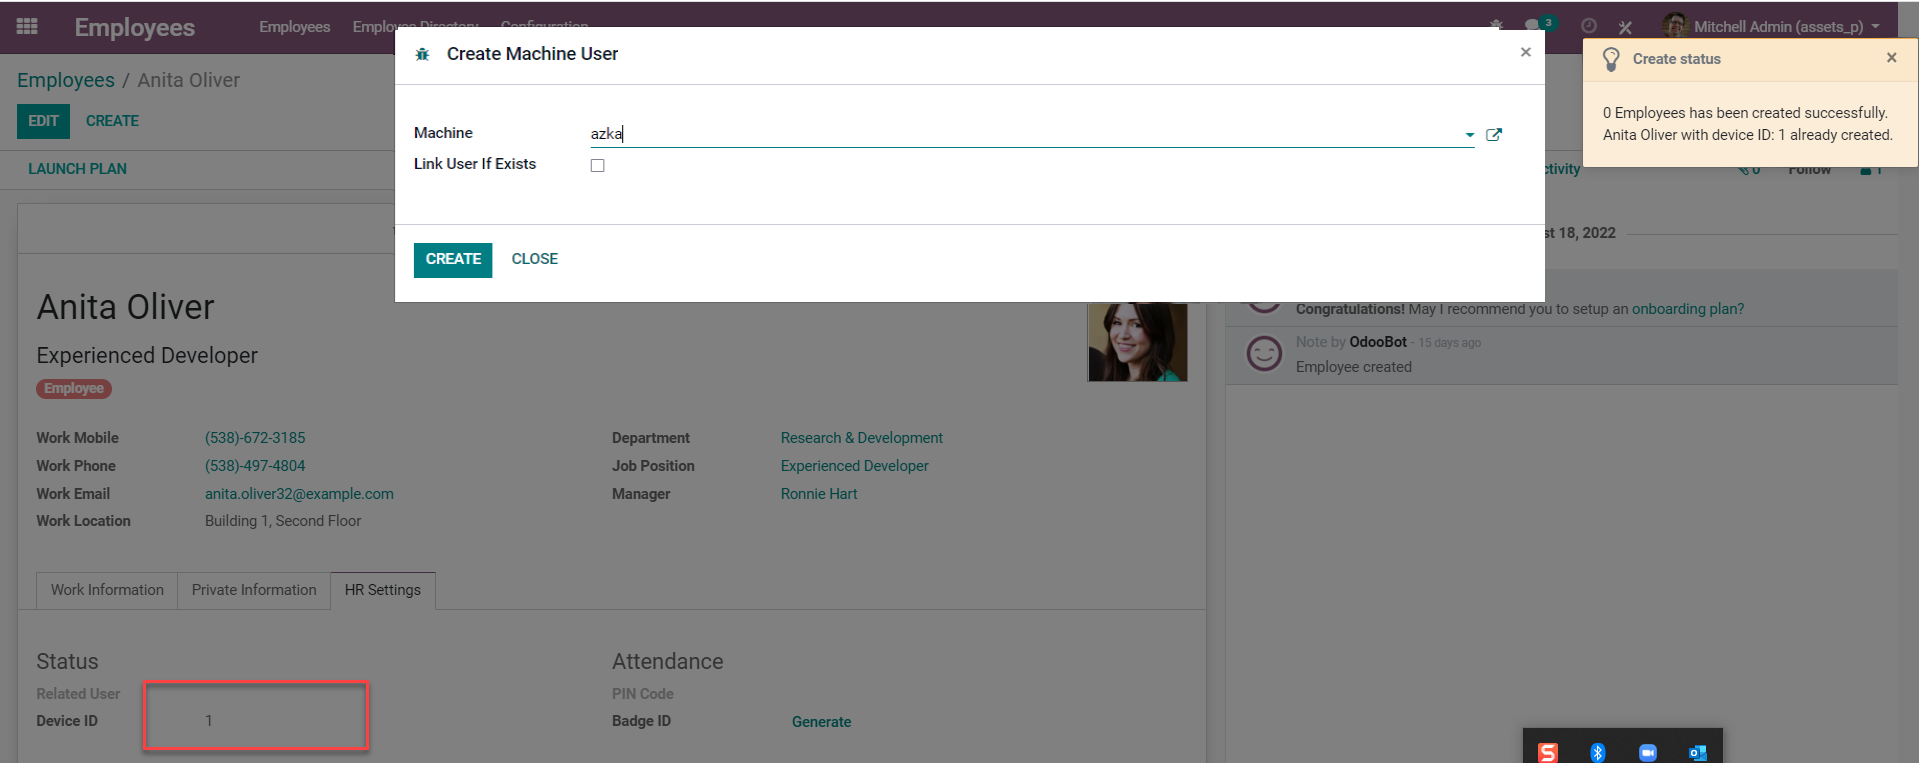 Employees Employees Employee Directory Configuration 3 Mitchell Admin (assets_p)
Employees / Anita Oliver
EDIT CREATE
LAUNCH PLAN
Create Machine User ×
Machine azka
Link User If Exists
CREATE CLOSE
Create status ×
0 Employees has been created successfully.
Anita Oliver with device ID: 1 already created.
ctivity 0 Follow 1
st 18, 2022
Congratulations! May I recommend you to setup an onboarding plan?
Note by OdooBot - 15 days ago
Employee created
Anita Oliver
Experienced Developer
Employee
Work Mobile (538)-672-3185
Work Phone (538)-497-4804
Work Email anita.oliver32@example.com
Work Location Building 1, Second Floor
Department Research & Development
Job Position Experienced Developer
Manager Ronnie Hart
Work Information Private Information HR Settings
Status
Related User
Device ID 1
Attendance
PIN Code
Badge ID Generate